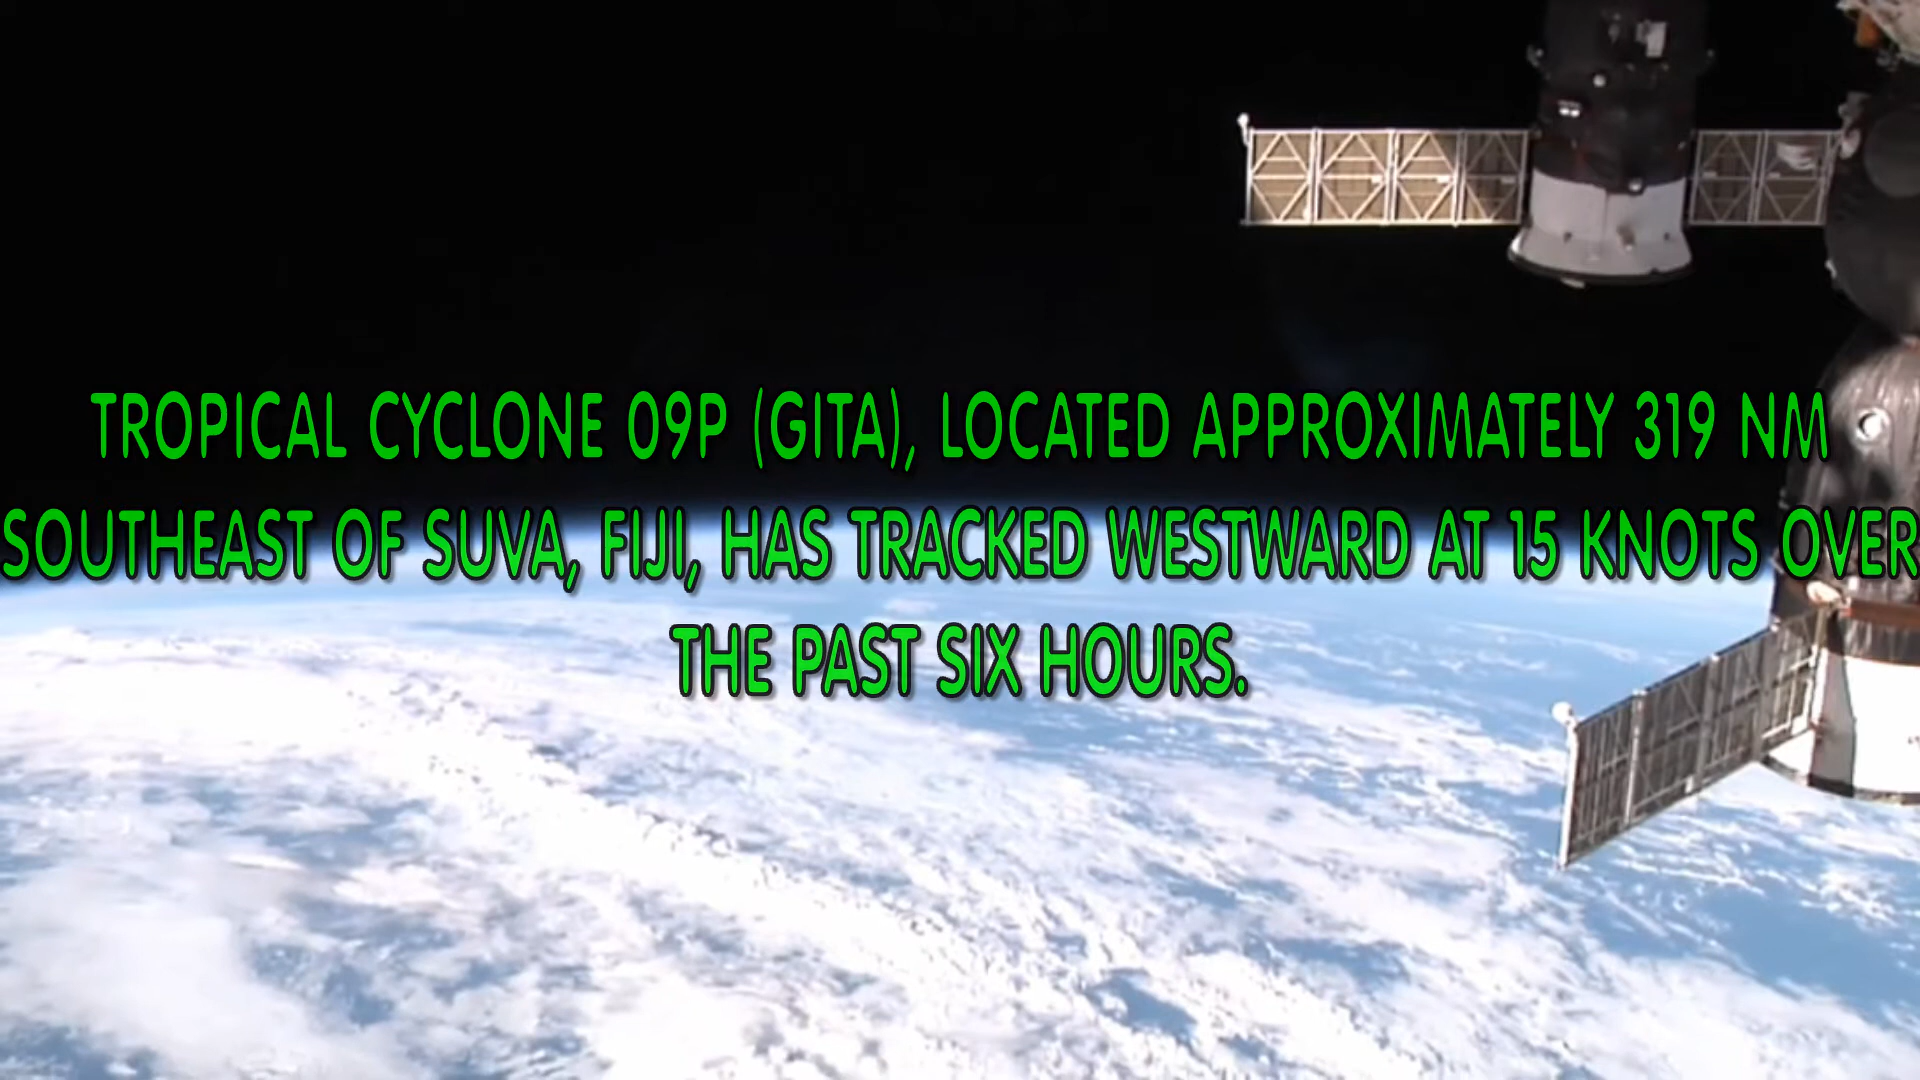 TROPICAL CYCLONE 09P (GITA), LOCATED APPROXIMATELY 319 NM
SOUTHEAST OF SUVA, FIJI, HAS TRACKED WESTWARD AT 15 KNOTS OVER
THE PAST SIX HOURS.